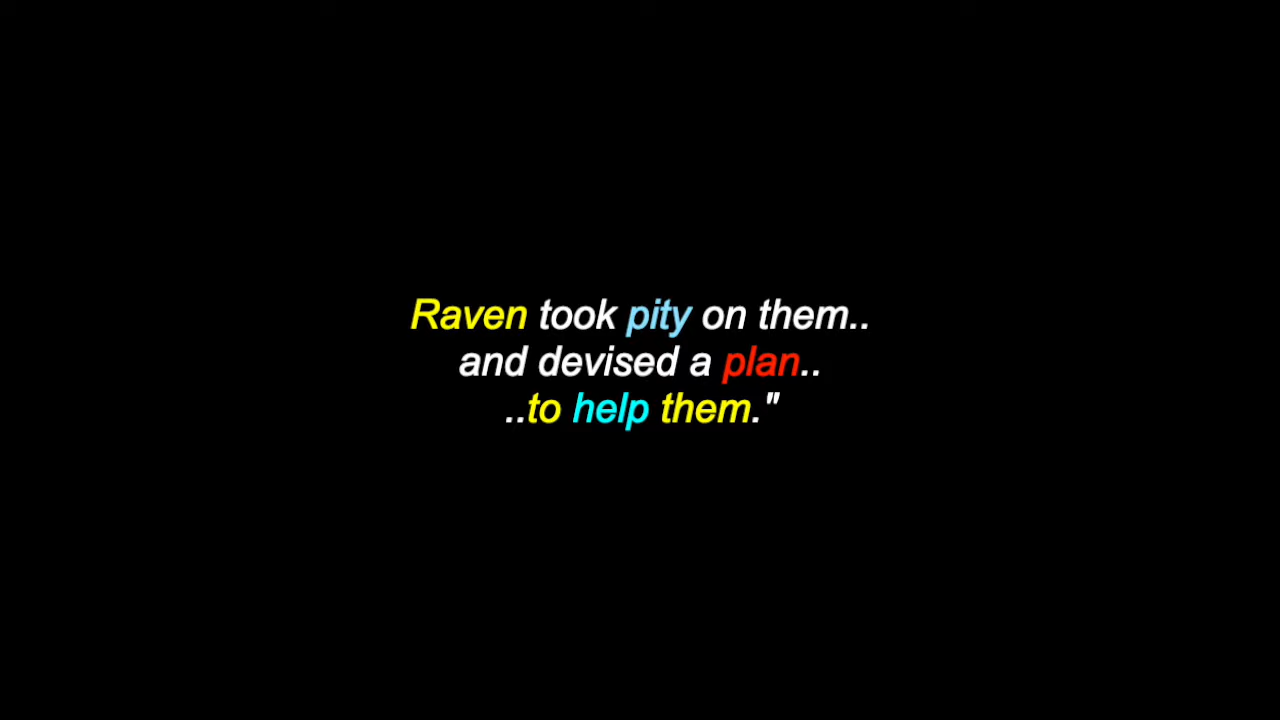 Raven took pity on them..
and devised a plan..
..to help them."